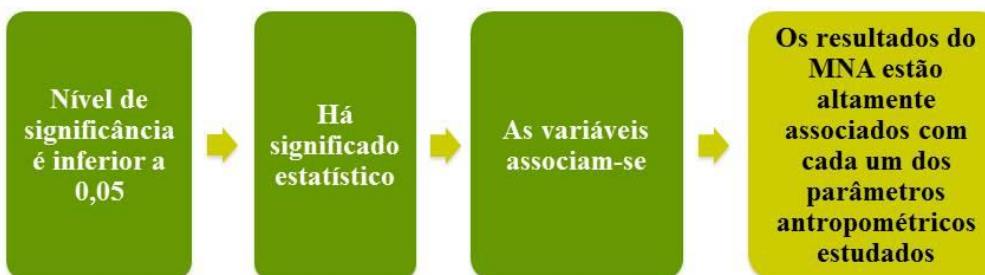 Nível de
significância
é inferior a
0,05
Há
significado
estatístico
As variáveis
associam-se
Os resultados do
MNA estão
altamente
associados com
cada um dos
parâmetros
antropométricos
estudados